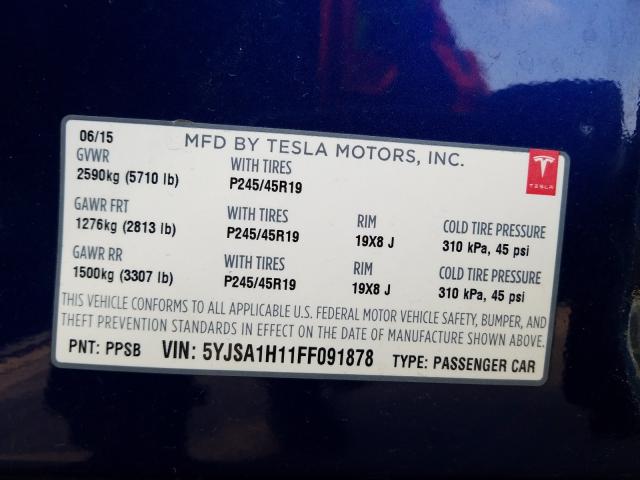 06/15 MFD BY TESLA MOTORS, INC.
GVWR WITH TIRES
2590kg (5710 lb) P245/45R19
TESLA
GAWR FRT WITH TIRES RIM COLD TIRE PRESSURE
1276kg (2813 lb) P245/45R19 19X8 J 310 kPa, 45 psi
GAWR RR WITH TIRES RIM COLD TIRE PRESSURE
1500kg (3307 lb) P245/45R19 19X8 J 310 kPa, 45 psi
THIS VEHICLE CONFORMS TO ALL APPLICABLE U.S. FEDERAL MOTOR VEHICLE SAFETY, BUMPER, AND
THEFT PREVENTION STANDARDS IN EFFECT ON THE DATE OF MANUFACTURE SHOWN ABOVE.
PNT: PPSB VIN: 5YJSA1H11FF091878 TYPE: PASSENGER CAR